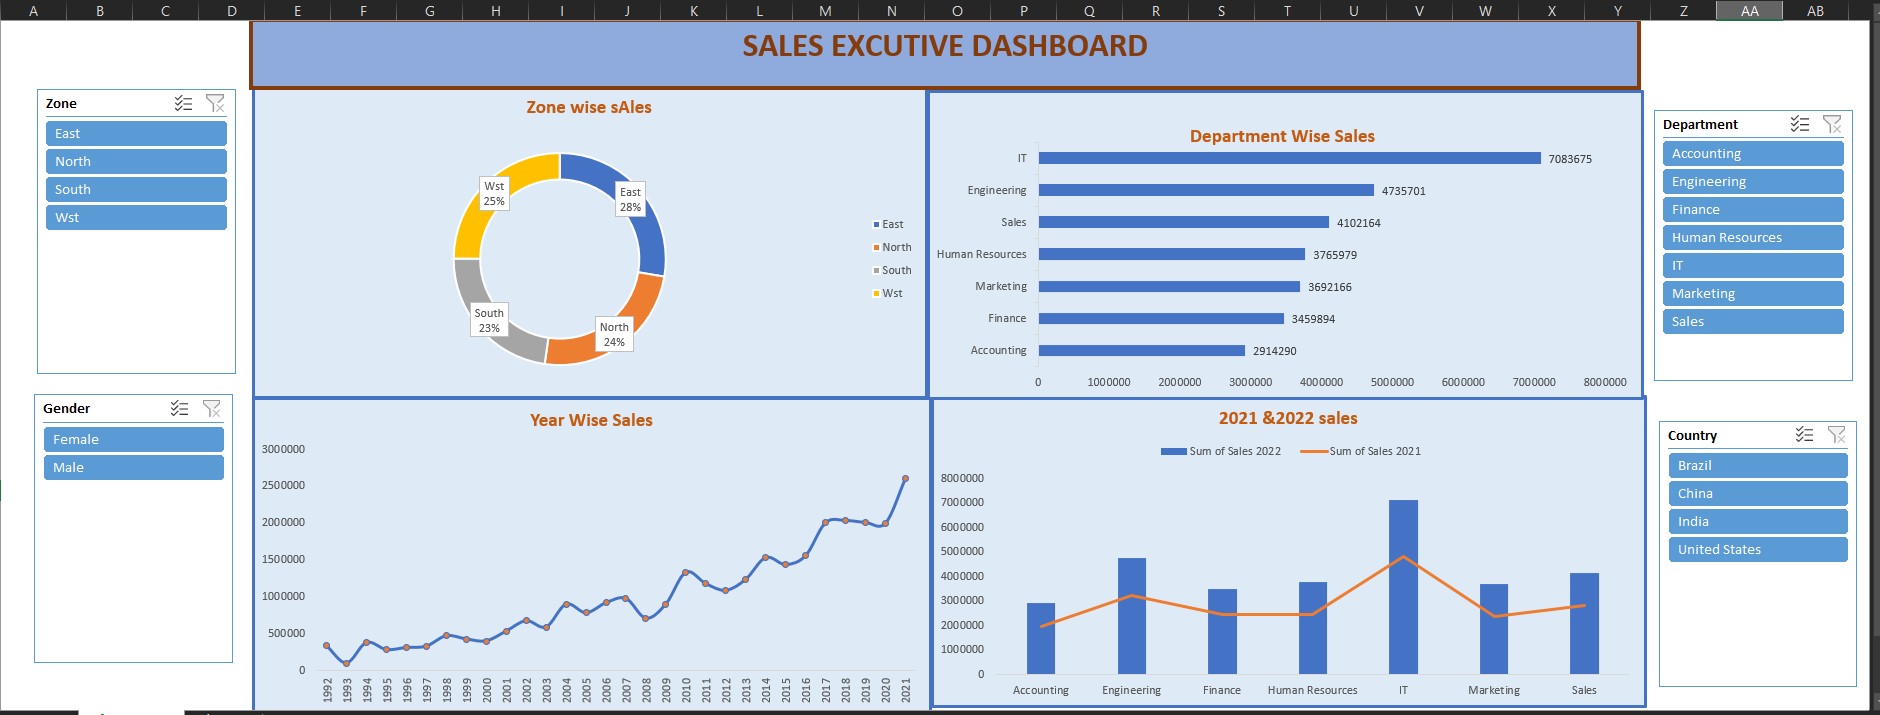 A B C D E F G H I J K L M N O P Q R S T U V W X Y Z AA AB
SALES EXCUTIVE DASHBOARD
Zone
East
North
South
Wst
Gender
Female
Male
Zone wise sAles
Wst
25%
East
28%
South
23%
North
24%
East
North
South
Wst
Department Wise Sales
IT 7083675
Engineering 4735701
Sales 4102164
Human Resources 3765979
Marketing 3692166
Finance 3459894
Accounting 2914290
0 1000000 2000000 3000000 4000000 5000000 6000000 7000000 8000000
Department
Accounting
Engineering
Finance
Human Resources
IT
Marketing
Sales
Year Wise Sales
3000000
2500000
2000000
1500000
1000000
500000
0
1992 1993 1994 1995 1996 1997 1998 1999 2000 2001 2002 2003 2004 2005 2006 2007 2008 2009 2010 2011 2012 2013 2014 2015 2016 2017 2018 2019 2020 2021
2021 &2022 sales
Sum of Sales 2022 Sum of Sales 2021
8000000
7000000
6000000
5000000
4000000
3000000
2000000
1000000
0
Accounting Engineering Finance Human Resources IT Marketing Sales
Country
Brazil
China
India
United States